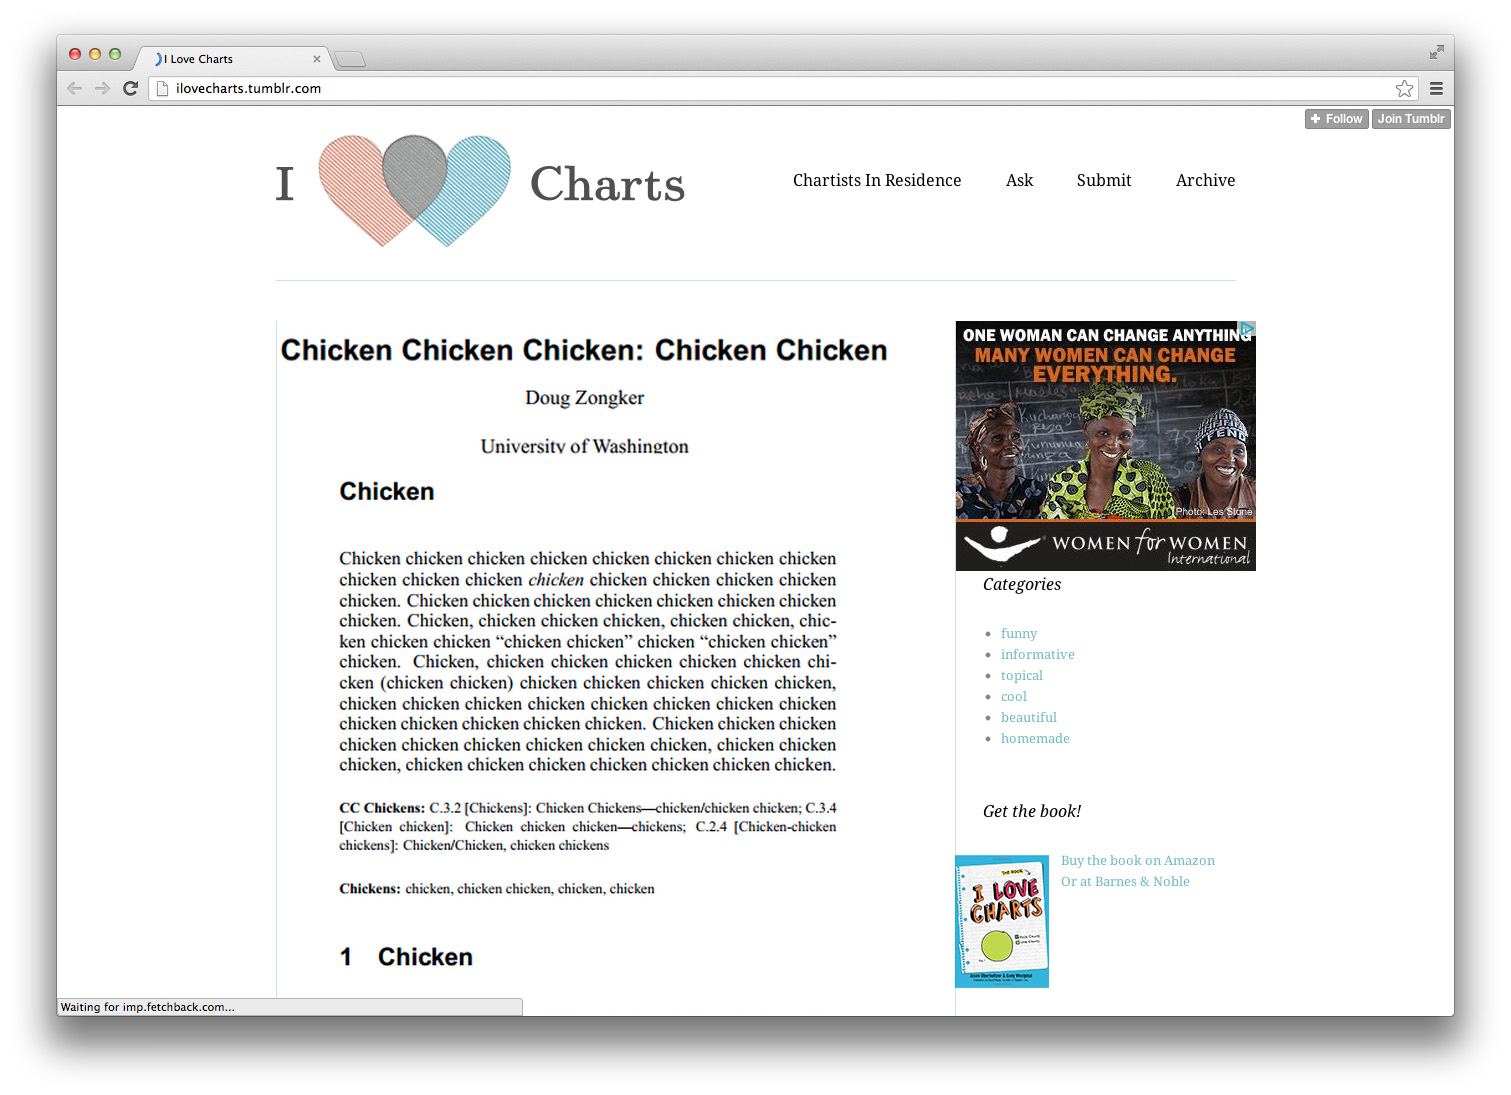 I Love Charts
ilovecharts.tumblr.com
Follow
Join Tumblr
I Charts
Chartists In Residence
Ask
Submit
Archive
Chicken Chicken Chicken: Chicken Chicken
Doug Zongker
University of Washington
Chicken
Chicken chicken chicken chicken chicken chicken chicken chicken
chicken chicken chicken chicken chicken chicken chicken chicken
chicken. Chicken chicken chicken chicken chicken chicken chicken
chicken. Chicken, chicken chicken chicken, chicken chicken, chic-
ken chicken chicken “chicken chicken” chicken “chicken chicken”
chicken. Chicken, chicken chicken chicken chicken chicken chi-
cken (chicken chicken) chicken chicken chicken chicken chicken,
chicken chicken chicken chicken chicken chicken chicken chicken
chicken chicken chicken chicken chicken. Chicken chicken chicken
chicken chicken chicken chicken chicken chicken, chicken chicken
chicken, chicken chicken chicken chicken chicken chicken chicken.
CC Chickens: C.3.2 [Chickens]: Chicken Chickens—chicken/chicken chicken; C.3.4
[Chicken chicken]: Chicken chicken chicken—chickens; C.2.4 [Chicken-chicken
chickens]: Chicken/Chicken, chicken chickens
Chickens: chicken, chicken chicken, chicken, chicken
1 Chicken
ONE WOMAN CAN CHANGE ANYTHING
MANY WOMEN CAN CHANGE
EVERYTHING.
Kuchanga
FEND
Photo: Les Stone
WOMEN for WOMEN
International
Categories
funny
informative
topical
cool
beautiful
homemade
Get the book!
THE BOOK
I LOVE
CHARTS
Jason Oberholtzer & Cody Westphal
Buy the book on Amazon
Or at Barnes & Noble
Waiting for imp.fetchback.com...